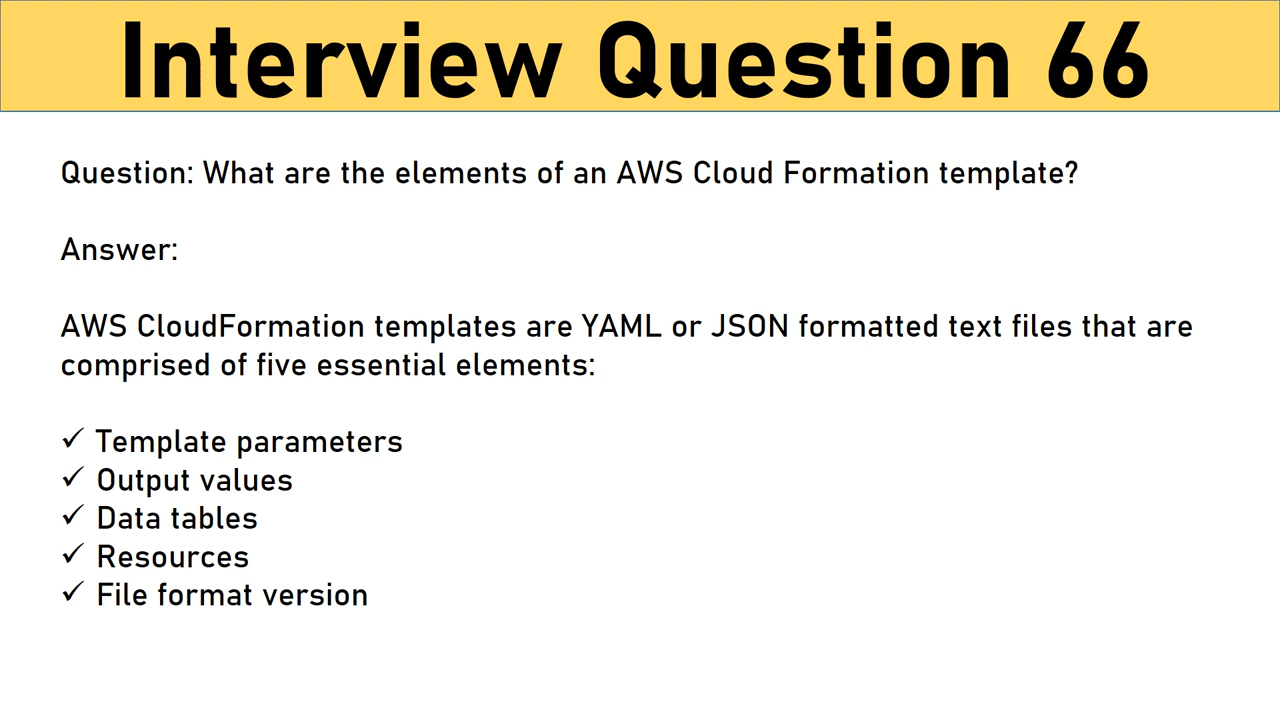 Interview Question 66
Question: What are the elements of an AWS Cloud Formation template?
Answer:
AWS CloudFormation templates are YAML or JSON formatted text files that are
comprised of five essential elements:
✓ Template parameters
✓ Output values
✓ Data tables
✓ Resources
✓ File format version